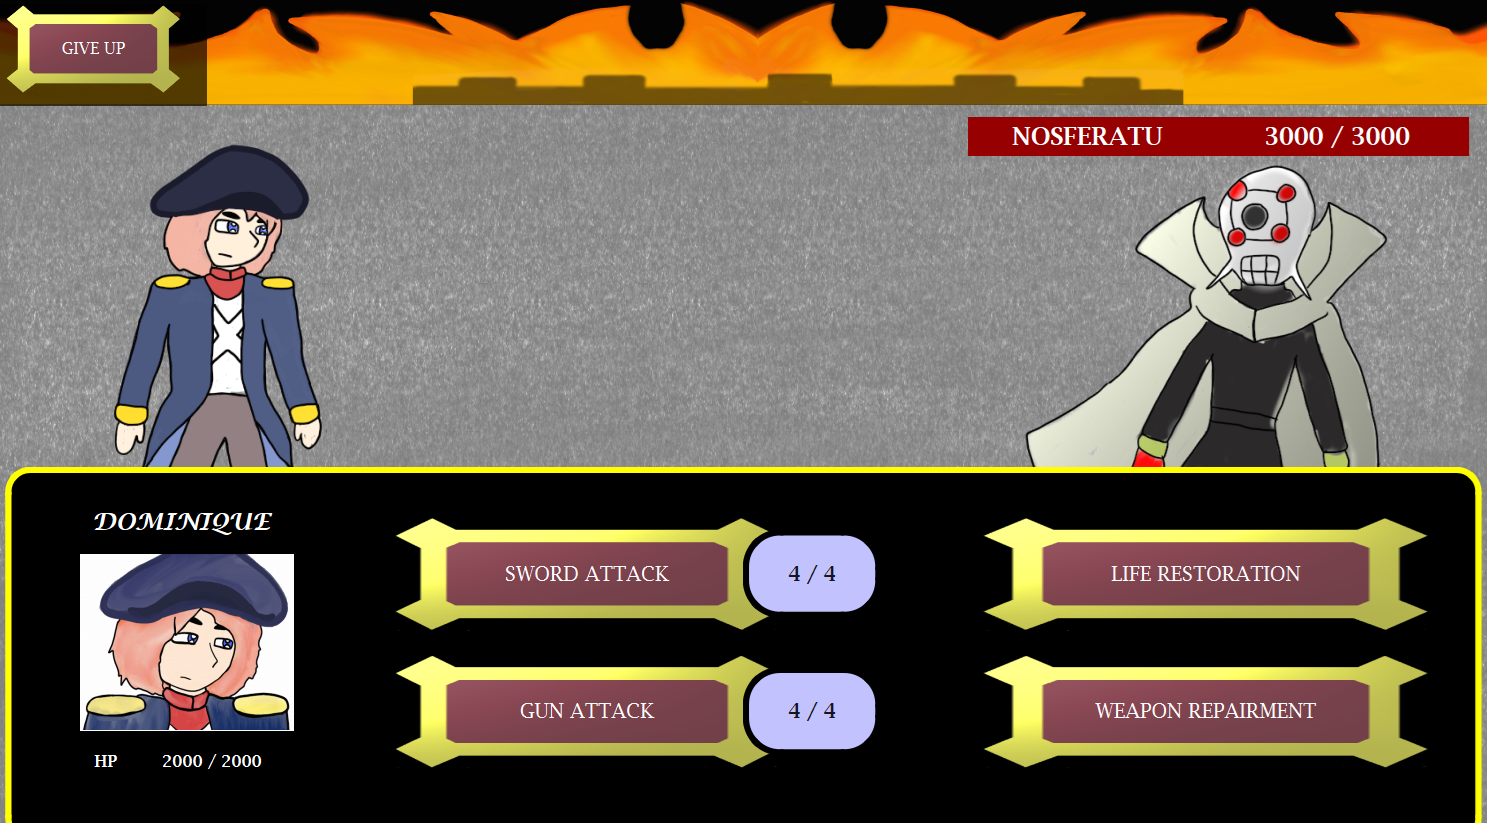 GIVE UP
NOSFERATU 3000 / 3000
DOMINIQUE
HP 2000 / 2000
SWORD ATTACK 4 / 4
GUN ATTACK 4 / 4
LIFE RESTORATION
WEAPON REPAIRMENT